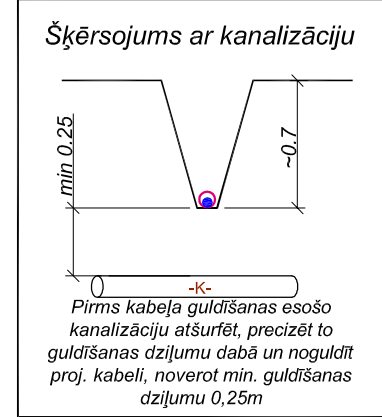 Šķērsojums ar kanalizāciju
min 0.25
~0.7
-K-
Pirms kabeļa guldīšanas esošo
kanalizāciju atšurfēt, precizēt to
guldīšanas dziļumu dabā un noguldīt
proj. kabeli, noverot min. guldīšanas
dziļumu 0,25m